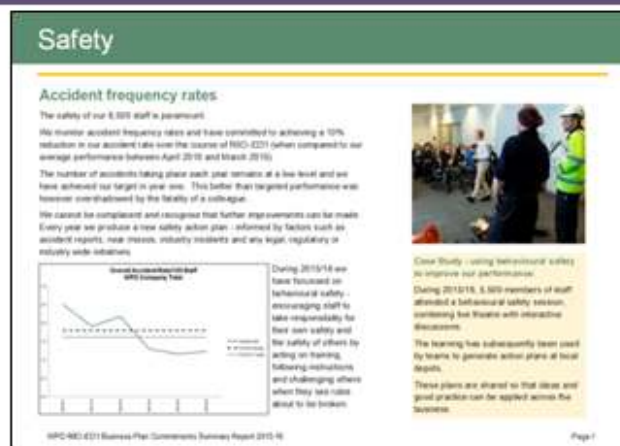 Safety
Accident frequency rates
The safety of our 6,500 staff is paramount.
We monitor accident frequency rates and have committed to achieving a 10%
reduction in our accident rate over the course of RIIO-ED1 (when compared to our
average performance between April 2010 and March 2015).
The number of accidents taking place each year remains at a low level and we
have achieved our target in year one. This better than targeted performance was
however overshadowed by the fatality of a colleague.
We cannot be complacent and recognise that further improvements can be made.
Every year we produce a new safety action plan - informed by factors such as
accident reports, near misses, industry incidents and any legal, regulatory or
industry wide initiatives.
Overall Accident Rate/100 Staff
WPD Company Total
During 2015/16 we
have focussed on
behavioural safety -
encouraging staff to
take responsibility for
their own safety and
the safety of others by
acting on training,
following instructions
and challenging others
when they see rules
about to be broken.
Case Study - using behavioural safety
to improve our performance
During 2015/16, 5,500 members of staff
attended a behavioural safety session,
combining live theatre with interactive
discussions.
The learning has subsequently been used
by teams to generate action plans at local
depots.
These plans are shared so that ideas and
good practice can be applied across the
business.
WPD RIIO-ED1 Business Plan Commitments Summary Report 2015-16